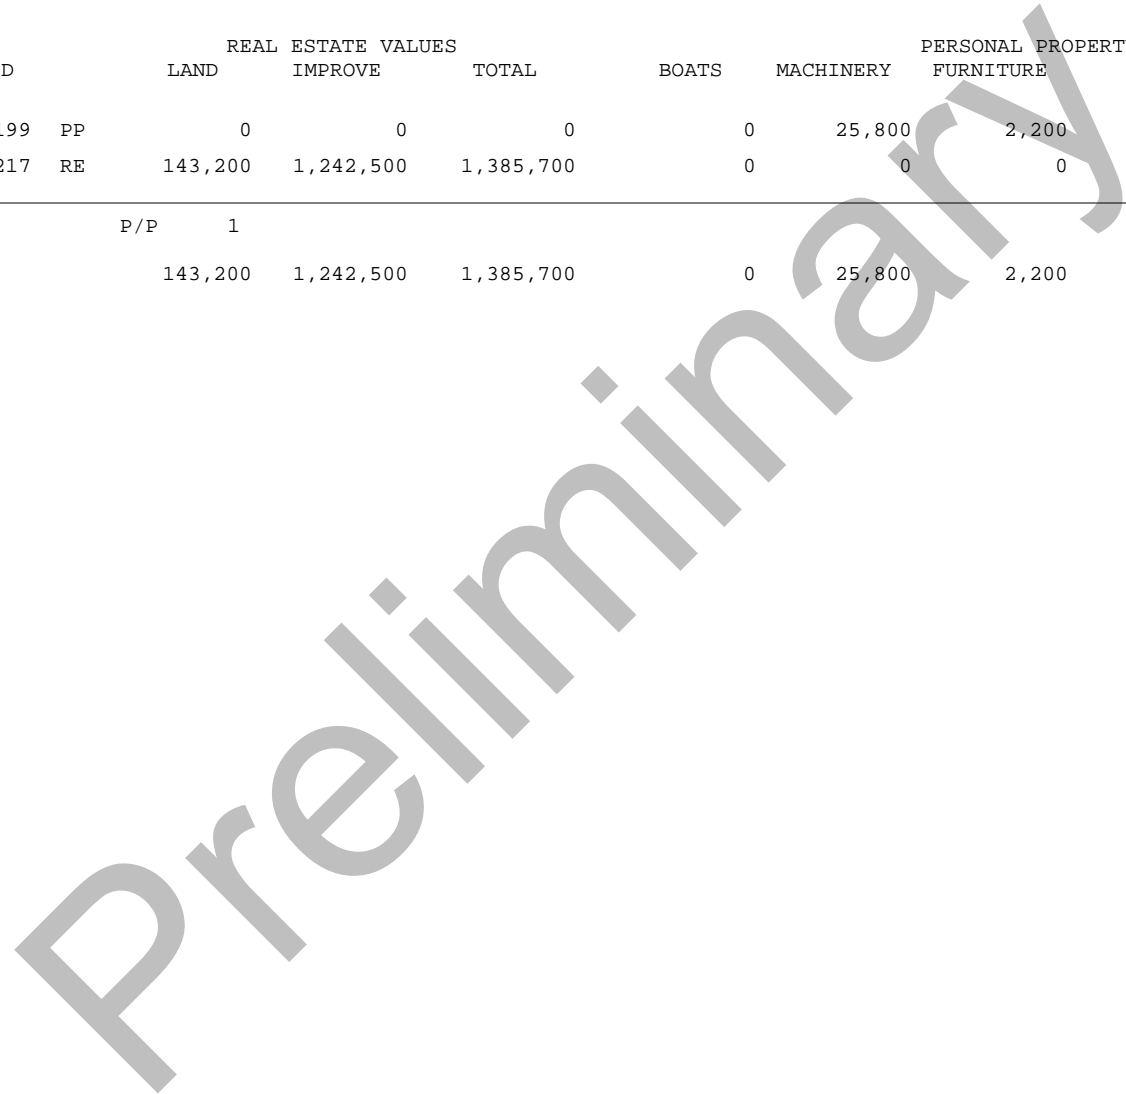 REAL ESTATE VALUES PERSONAL PROPERT
D LAND IMPROVE TOTAL BOATS MACHINERY FURNITURE
199 PP 0 0 0 0 25,800 2,200
217 RE 143,200 1,242,500 1,385,700 0 0 0
P/P 1
143,200 1,242,500 1,385,700 0 25,800 2,200
Preliminary